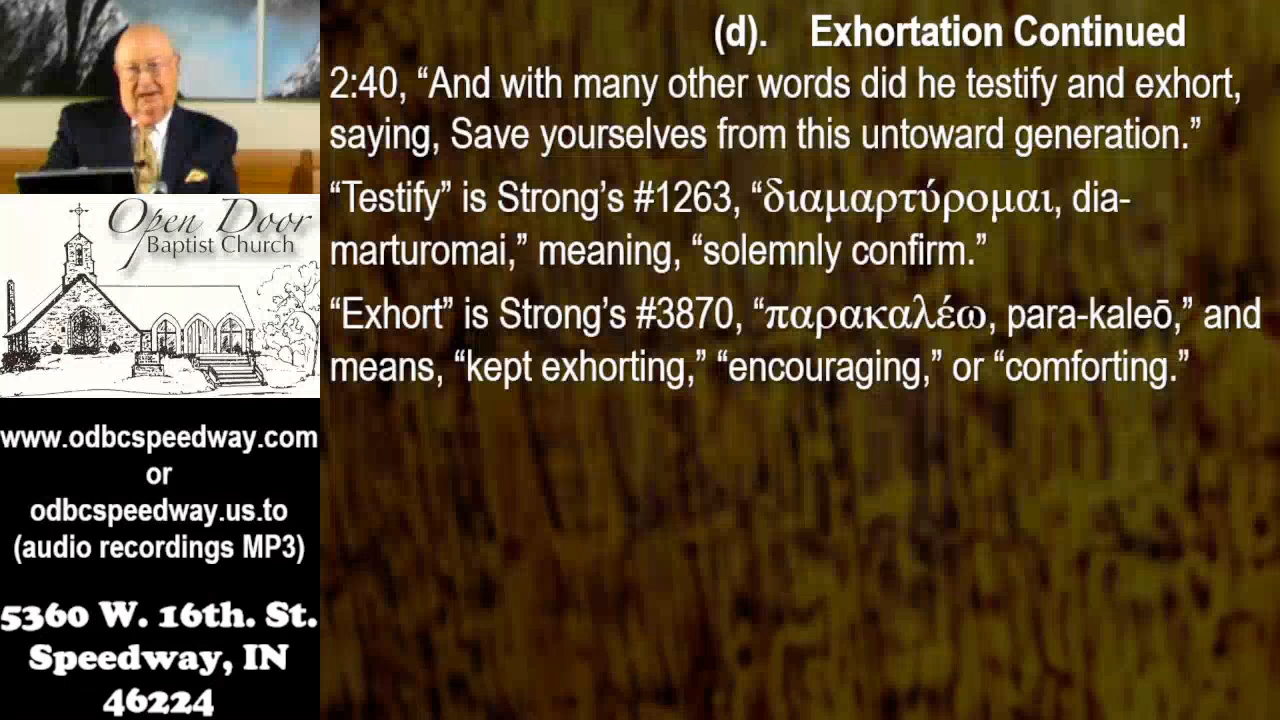 (d). Exhortation Continued
2:40, “And with many other words did he testify and exhort,
saying, Save yourselves from this untoward generation.”
“Testify” is Strong’s #1263, “διαμαρτύρομαι, dia-
marturomai,” meaning, “solemnly confirm.”
“Exhort” is Strong’s #3870, “παρακαλέω, para-kaleō,” and
means, “kept exhorting,” “encouraging,” or “comforting.”
Open Door
Baptist Church
www.odbcspeedway.com
or
odbcspeedway.us.to
(audio recordings MP3)
5360 W. 16th. St.
Speedway, IN
46224